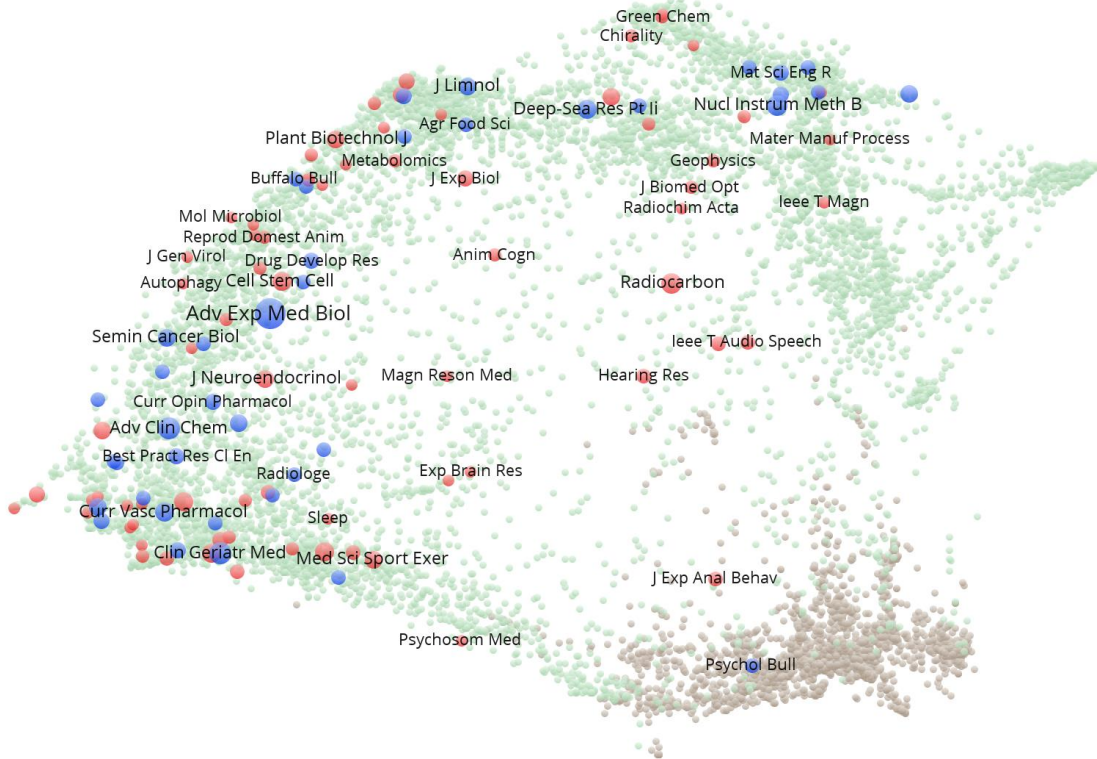 Green Chem
Chirality
Mat Sci Eng R
J Limnol
Deep-Sea Res Pt Ii
Nucl Instrum Meth B
Agr Food Sci
Plant Biotechnol J
Mater Manuf Process
Metabolomics
Geophysics
Buffalo Bull
J Exp Biol
J Biomed Opt
Ieee T Magn
Radiochim Acta
Mol Microbiol
Reprod Domest Anim
J Gen Virol
Drug Develop Res
Anim Cogn
Autophagy
Cell Stem Cell
Radiocarbon
Adv Exp Med Biol
Semin Cancer Biol
Ieee T Audio Speech
J Neuroendocrinol
Magn Reson Med
Hearing Res
Curr Opin Pharmacol
Adv Clin Chem
Best Pract Res Cl En
Radiologe
Exp Brain Res
Curr Vasc Pharmacol
Sleep
Clin Geriatr Med
Med Sci Sport Exer
J Exp Anal Behav
Psychosom Med
Psychol Bull